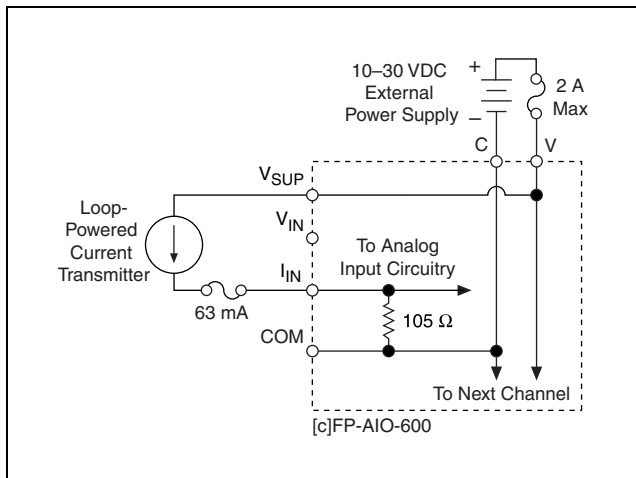 10–30 VDC
External
Power Supply
+
–
2 A
Max
C
V
VSUP
Loop-
Powered
Current
Transmitter
VIN
To Analog
Input Circuitry
IIN
63 mA
105 Ω
COM
To Next Channel
[c]FP-AIO-600